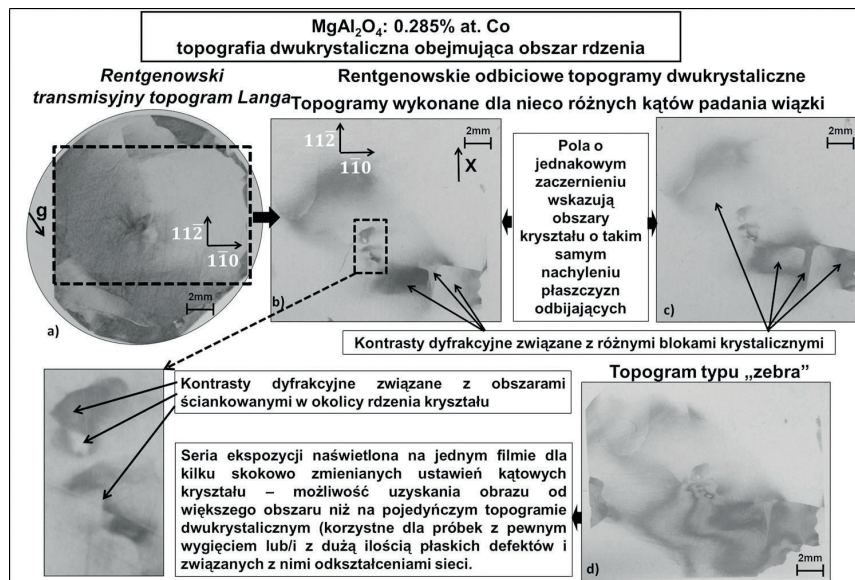 MgAl₂O₄: 0.285% at. Co
topografia dwukrystaliczna obejmująca obszar rdzenia
Rentgenowski
transmisyjny topogram Langa
Rentgenowskie odbiciowe topogramy dwukrystaliczne
Topogramy wykonane dla nieco różnych kątów padania wiązki
g
112̅
11̅0
2mm
a)
112̅
11̅0
X
2mm
b)
Pola o
jednakowym
zaczernieniu
wskazują
obszary
kryształu o takim
samym
nachyleniu
płaszczyzn
odbijających
2mm
c)
Kontrasty dyfrakcyjne związane z różnymi blokami krystalicznymi
Kontrasty dyfrakcyjne związane z obszarami
ściankowanymi w okolicy rdzenia kryształu
Seria ekspozycji naświetlona na jednym filmie dla
kilku skokowo zmienianych ustawień kątowych
kryształu – możliwość uzyskania obrazu od
większego obszaru niż na pojedyńczym topogramie
dwukrystalicznym (korzystne dla próbek z pewnym
wygięciem lub/i z dużą ilością płaskich defektów i
związanych z nimi odkształceniami sieci.
Topogram typu „zebra”
d)
2mm